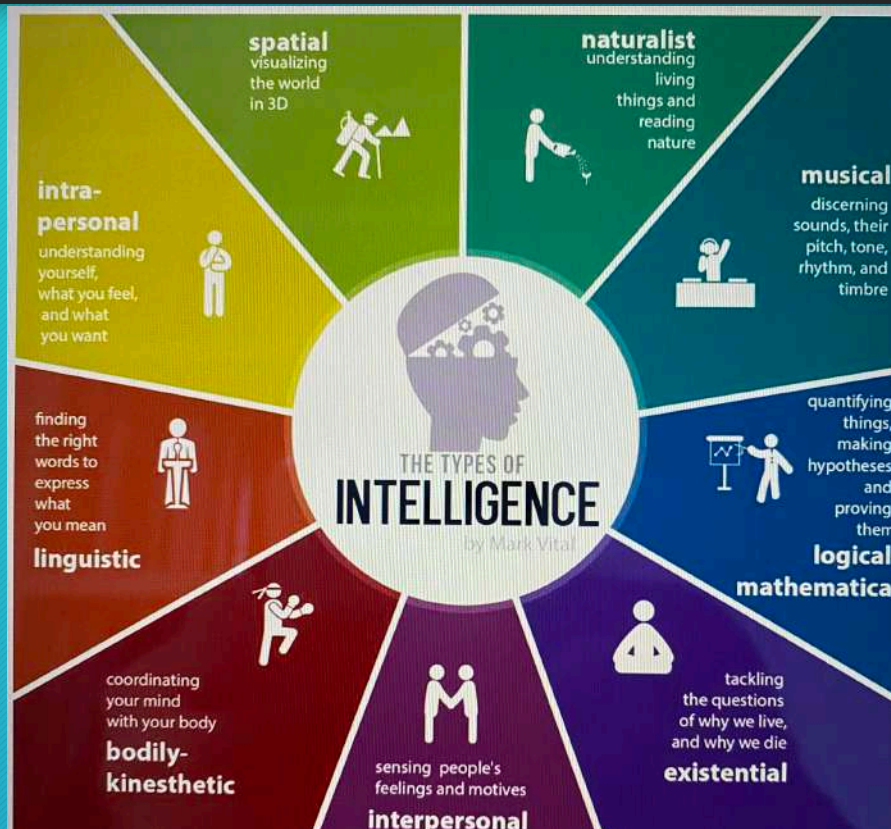 spatial
visualizing
the world
in 3D
naturalist
understanding
living
things and
reading
nature
musical
discerning
sounds, their
pitch, tone,
rhythm, and
timbre
quantifying
things,
making
hypotheses
and
proving
them
logical
mathematica
tackling
the questions
of why we live,
and why we die
existential
sensing people's
feelings and motives
interpersonal
coordinating
your mind
with your body
bodily-
kinesthetic
finding
the right
words to
express
what
you mean
linguistic
intra-
personal
understanding
yourself,
what you feel,
and what
you want
THE TYPES OF
INTELLIGENCE
by Mark Vital